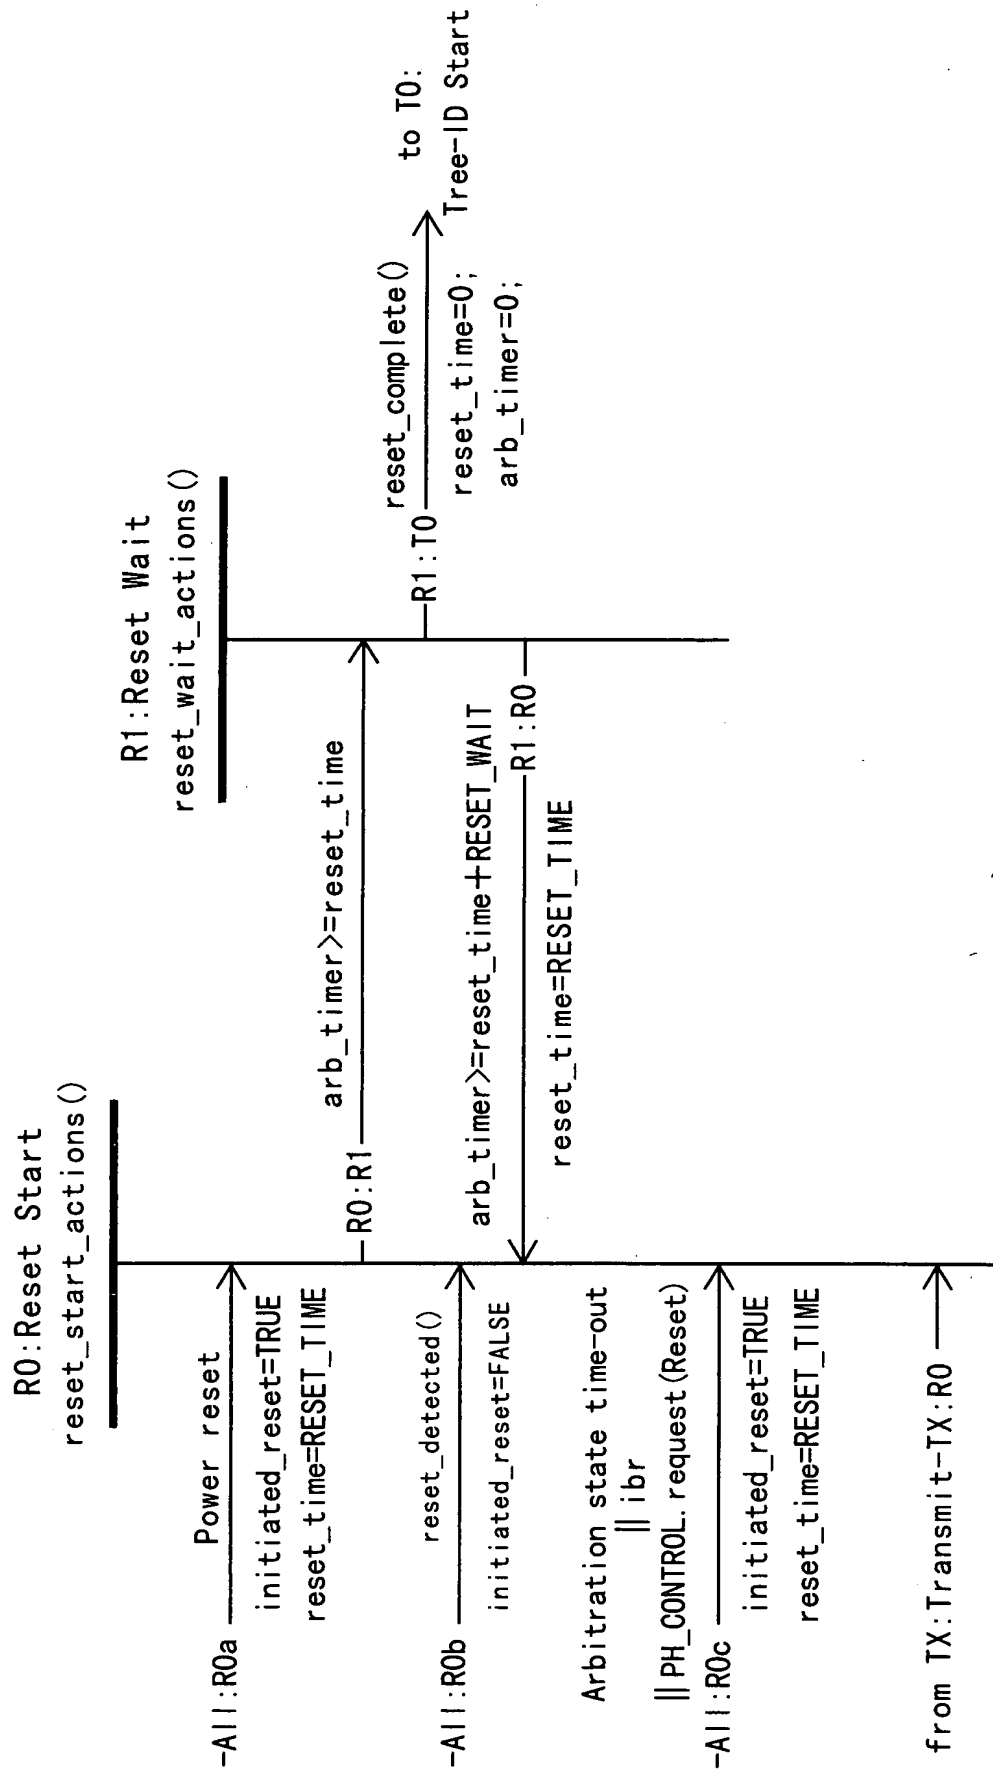 R0:Reset Start
reset_start_actions()
R1:Reset Wait
reset_wait_actions()
-All:R0a
Power reset
initiated_reset=TRUE
reset_time=RESET_TIME
R0:R1
arb_timer>=reset_time
R1:T0
reset_complete()
reset_time=0;
arb_timer=0;
to T0:
Tree-ID Start
-All:R0b
reset_detected()
initiated_reset=FALSE
arb_timer>=reset_time+RESET_WAIT
R1:R0
reset_time=RESET_TIME
Arbitration state time-out
|| ibr
|| PH_CONTROL.request(Reset)
-All:R0c
initiated_reset=TRUE
reset_time=RESET_TIME
from TX:Transmit-TX:R0